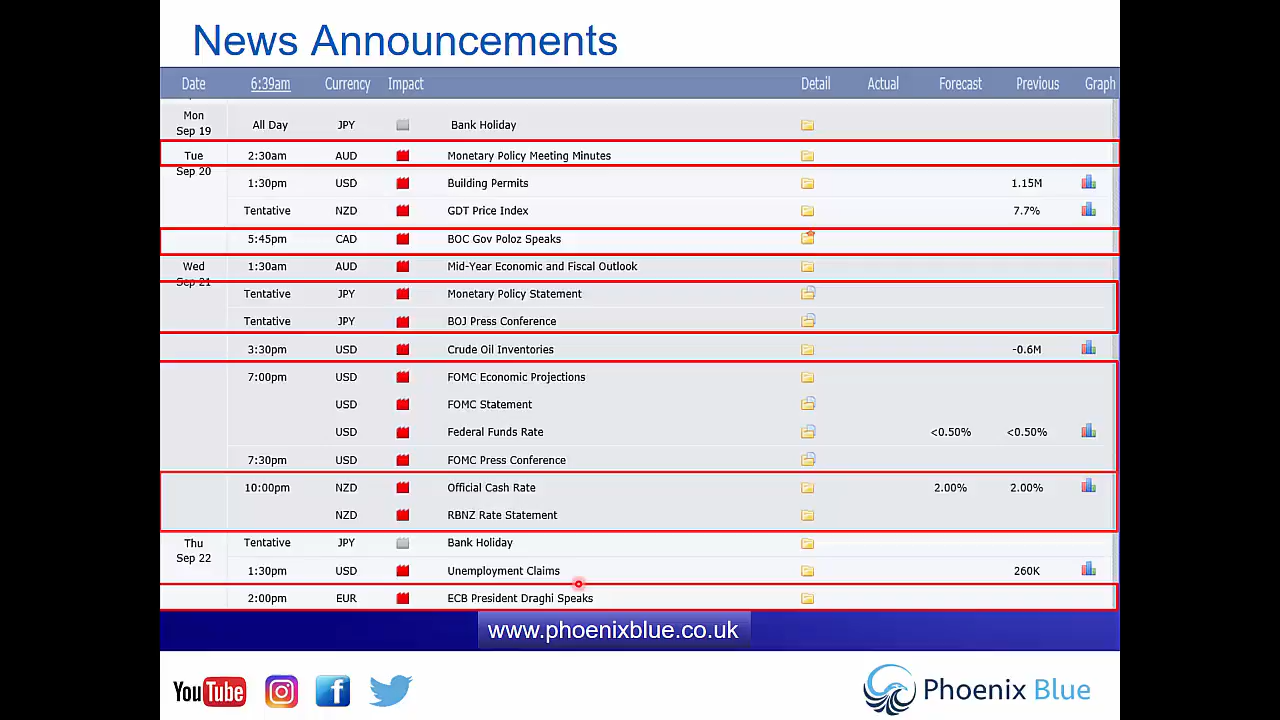 News Announcements
Date 6:39am Currency Impact Detail Actual Forecast Previous Graph
Mon
Sep 19 All Day JPY Bank Holiday
Tue 2:30am AUD Monetary Policy Meeting Minutes
Sep 20
1:30pm USD Building Permits 1.15M
Tentative NZD GDT Price Index 7.7%
5:45pm CAD BOC Gov Poloz Speaks
Wed 1:30am AUD Mid-Year Economic and Fiscal Outlook
Sep 21
Tentative JPY Monetary Policy Statement
Tentative JPY BOJ Press Conference
3:30pm USD Crude Oil Inventories -0.6M
7:00pm USD FOMC Economic Projections
USD FOMC Statement
USD Federal Funds Rate <0.50% <0.50%
7:30pm USD FOMC Press Conference
10:00pm NZD Official Cash Rate 2.00% 2.00%
NZD RBNZ Rate Statement
Thu Tentative JPY Bank Holiday
Sep 22
1:30pm USD Unemployment Claims 260K
2:00pm EUR ECB President Draghi Speaks
www.phoenixblue.co.uk
YouTube
Phoenix Blue